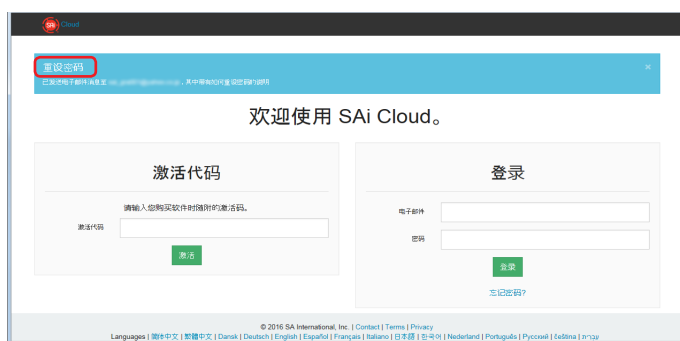 SAi Cloud
重设密码
×
已发送电子邮件消息至 , 其中带有如何重设密码的说明
欢迎使用 SAi Cloud。
激活代码
请输入您购买软件时随附的激活码。
激活代码
激活
登录
电子邮件
密码
登录
忘记密码?
© 2016 SA International, Inc. | Contact | Terms | Privacy
Languages | 简体中文 | 繁體中文 | Dansk | Deutsch | English | Español | Français | Italiano | 日本語 | 한국어 | Nederland | Português | Русский | čeština | עברית